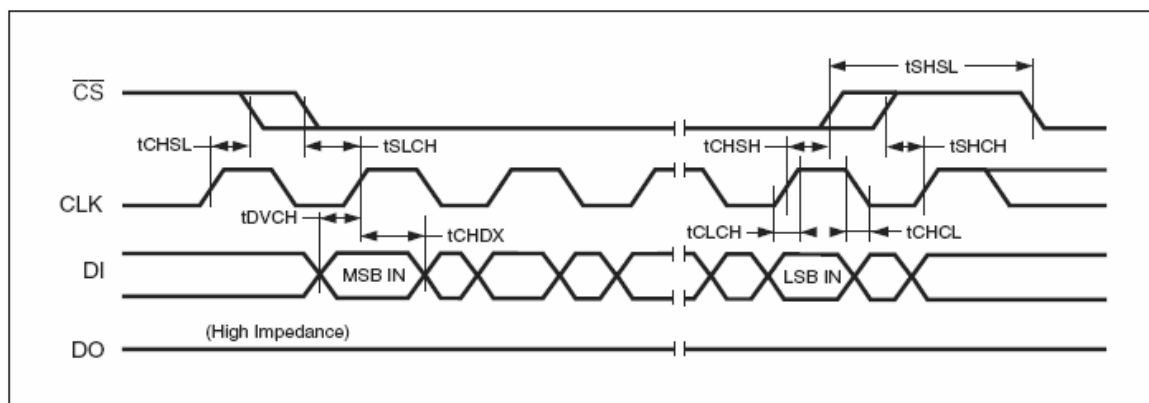 tSHSL
CS
tCHSL
tSLCH
tCHSH
tSHCH
CLK
tDVCH
tCHDX
tCLCH
tCHCL
DI
MSB IN
LSB IN
(High Impedance)
DO